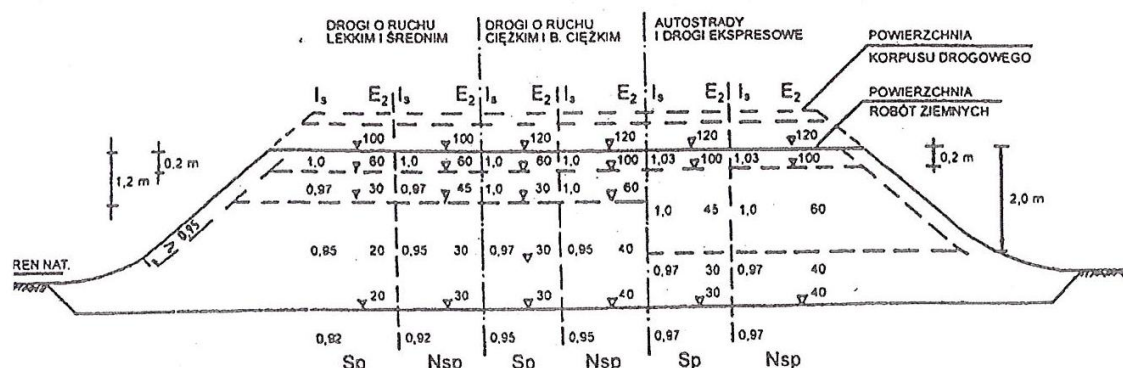 DROGI O RUCHU
LEKKIM I ŚREDNIM
DROGI O RUCHU
CIĘŻKIM I B. CIĘŻKIM
AUTOSTRADY
I DROGI EKSPRESOWE
POWIERZCHNIA
KORPUSU DROGOWEGO
POWIERZCHNIA
ROBÓT ZIEMNYCH
Is E2 Is E2 Is E2 Is E2 Is E2 Is E2
100 100 120 120 120 120
0,2 m 1,0 60 1,0 60 1,0 60 1,0 100 1,03 100 1,03 100 0,2 m
1,2 m
0,97 30 0,97 45 1,0 30 1,0 60
1,0 45 1,0 60
2,0 m
Is ≥ 0,95
0,95 20 0,95 30 0,97 30 0,95 40
REN NAT.
0,97 30 0,97 40
20 30 30 40 30 40
0,92 0,92 0,95 0,95 0,97 0,97
Sp Nsp Sp Nsp Sp Nsp